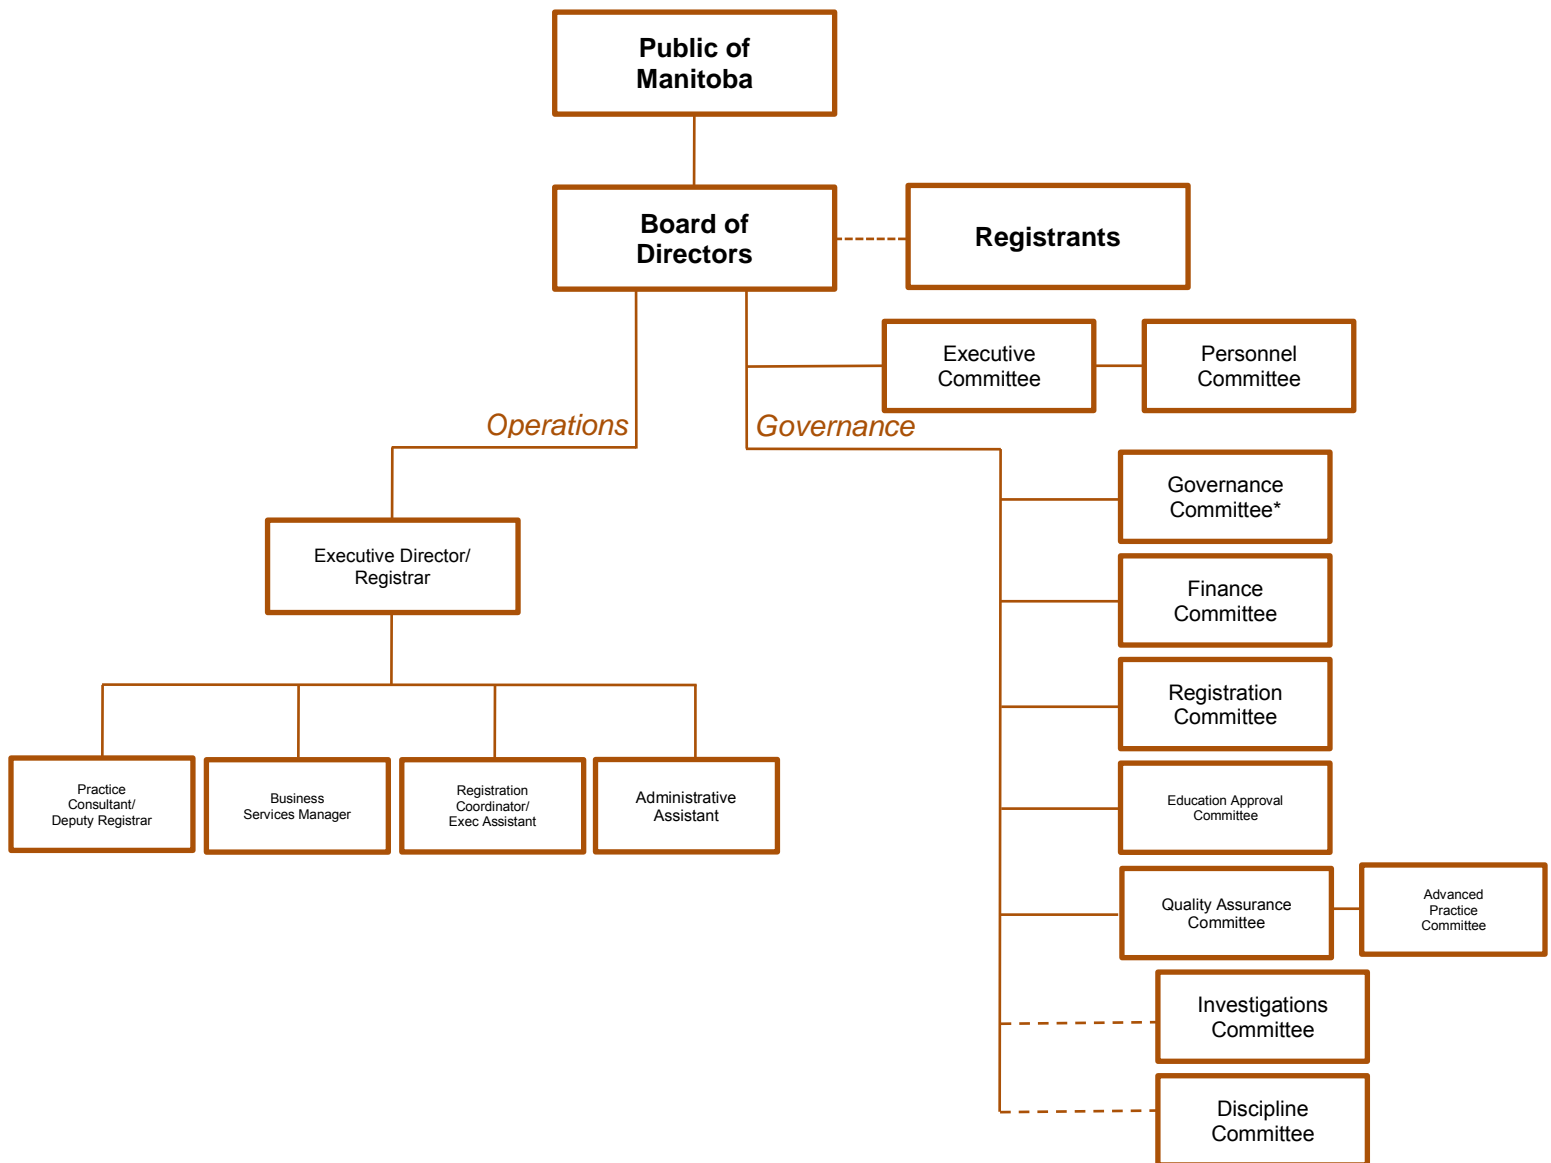 Public of
Manitoba
Board of
Directors
Registrants
Executive
Committee
Personnel
Committee
Operations
Governance
Governance
Committee*
Executive Director/
Registrar
Finance
Committee
Registration
Committee
Practice
Consultant/
Deputy Registrar
Business
Services Manager
Registration
Coordinator/
Exec Assistant
Administrative
Assistant
Education Approval
Committee
Quality Assurance
Committee
Advanced
Practice
Committee
Investigations
Committee
Discipline
Committee